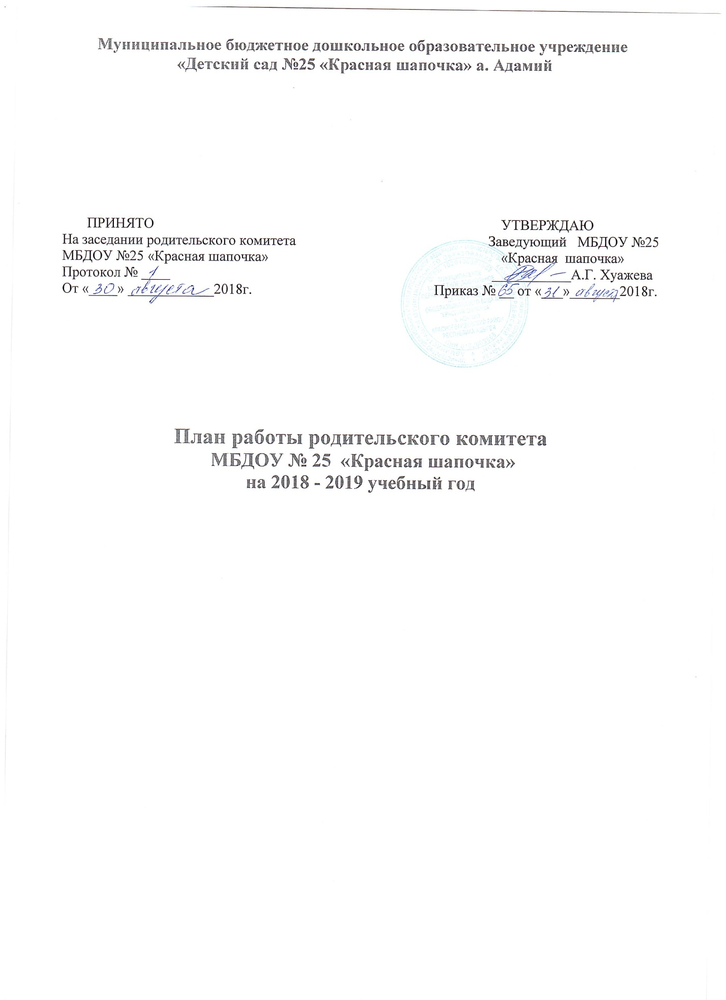 Муниципальное бюджетное дошкольное образовательное учреждение
«Детский сад №25 «Красная шапочка» а. Адамий
ПРИНЯТО
На заседании родительского комитета
МБДОУ №25 «Красная шапочка»
Протокол № 1
От «30» августа 2018г.
УТВЕРЖДАЮ
Заведующий МБДОУ №25
«Красная шапочка»
А.Г. Хуажева
Приказ № 65 от «31» августа 2018г.
План работы родительского комитета
МБДОУ № 25 «Красная шапочка»
на 2018 - 2019 учебный год